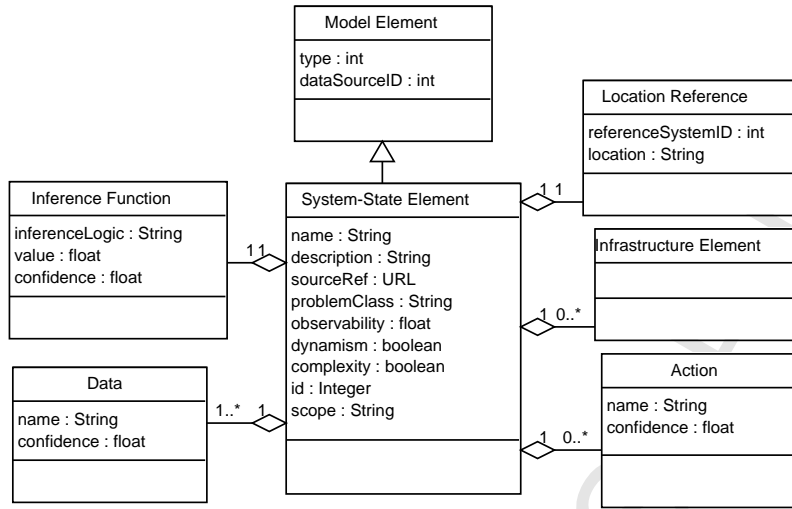 Model Element
type : int
dataSourceID : int
Location Reference
referenceSystemID : int
location : String
Inference Function
inferenceLogic : String
value : float
confidence : float
System-State Element
name : String
description : String
sourceRef : URL
problemClass : String
observability : float
dynamism : boolean
complexity : boolean
id : Integer
scope : String
1 1
1 1
Infrastructure Element
1 0..*
Data
name : String
confidence : float
1..* 1
Action
name : String
confidence : float
1 0..*